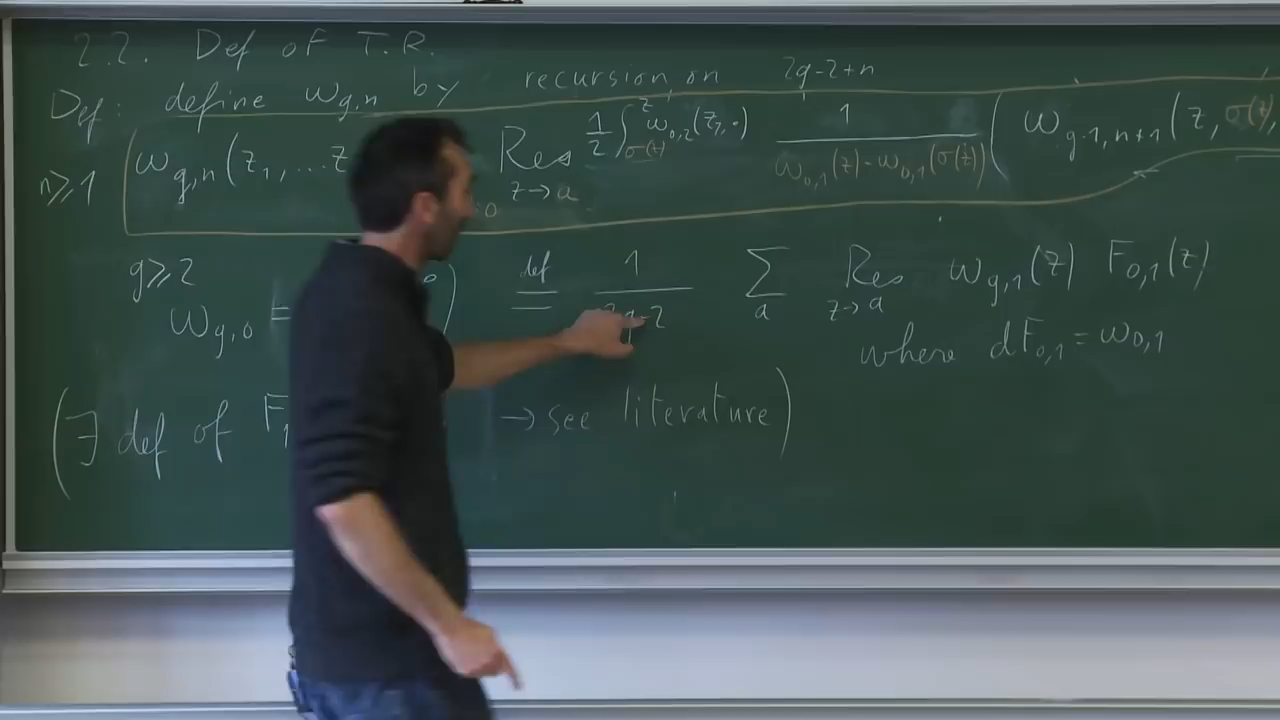 2.2. Def of T.R.
Def: define ω_{g,n} by recursion on 2g-2+n
n≥1 ω_{g,n}(z_1,...z Res_{z→a} 1/2 ∫_{σ(z)}^{z} ω_{0,2}(z_1,·) 1/(ω_{0,1}(z)-ω_{0,1}(σ(z))) ( ω_{g-1,n+1}(z,σ(z),
g≥2
ω_{g,0} = ) def= 1/(2g-2) Σ_a Res_{z→a} ω_{g,1}(z) F_{0,1}(z)
where dF_{0,1} = ω_{0,1}
(∃ def of F → see literature)